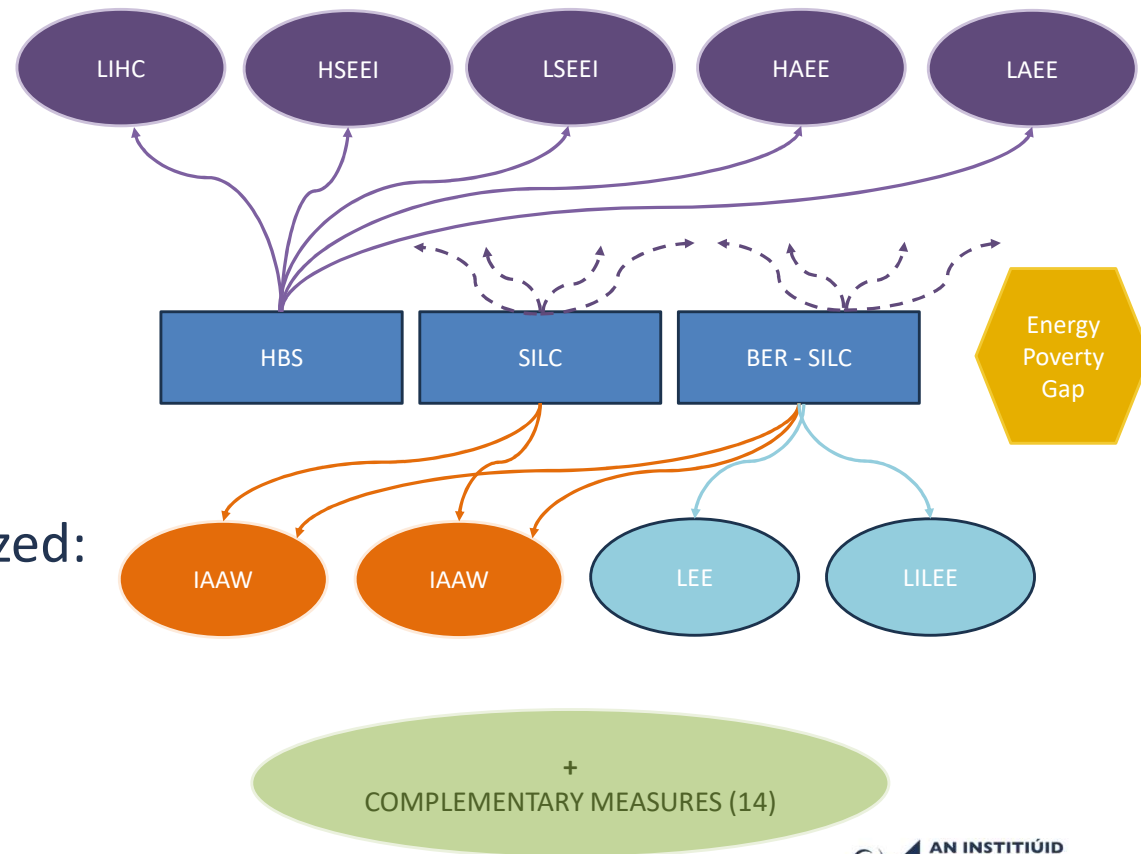 LIHC
HSEEI
LSEEI
HAEE
LAEE
HBS
SILC
BER - SILC
Energy
Poverty
Gap
zed:
IAAW
IAAW
LEE
LILEE
+
COMPLEMENTARY MEASURES (14)
AN INSTITIÚID